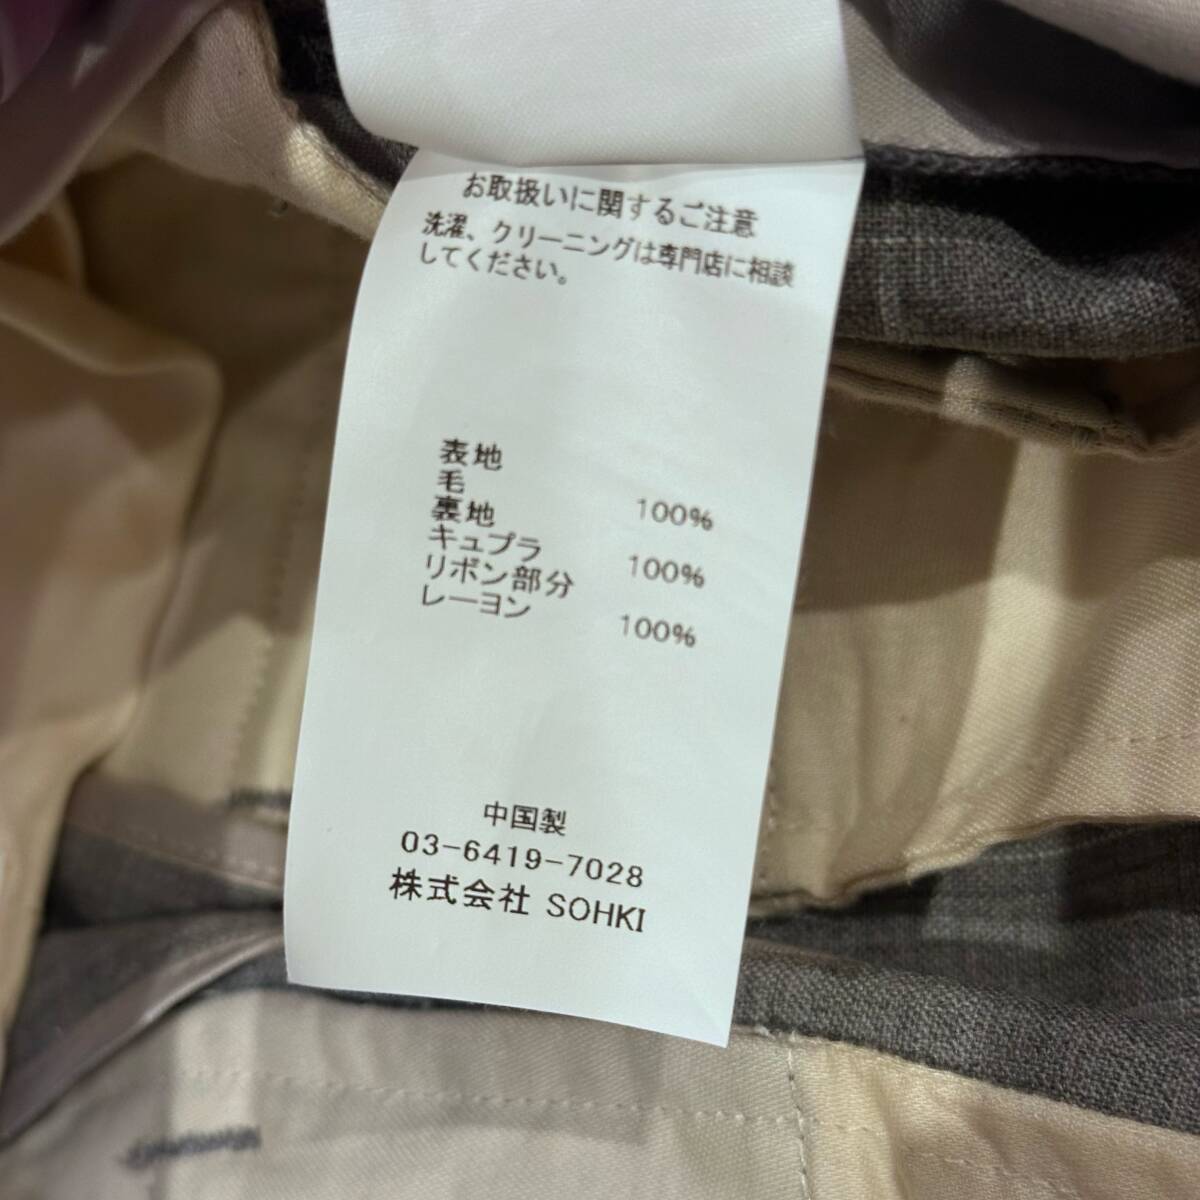 お取扱いに関するご注意
洗濯、クリーニングは専門店に相談
してください。
表地
毛 100%
裏地
キュプラ 100%
リボン部分
レーヨン 100%
中国製
03-6419-7028
株式会社 SOHKI